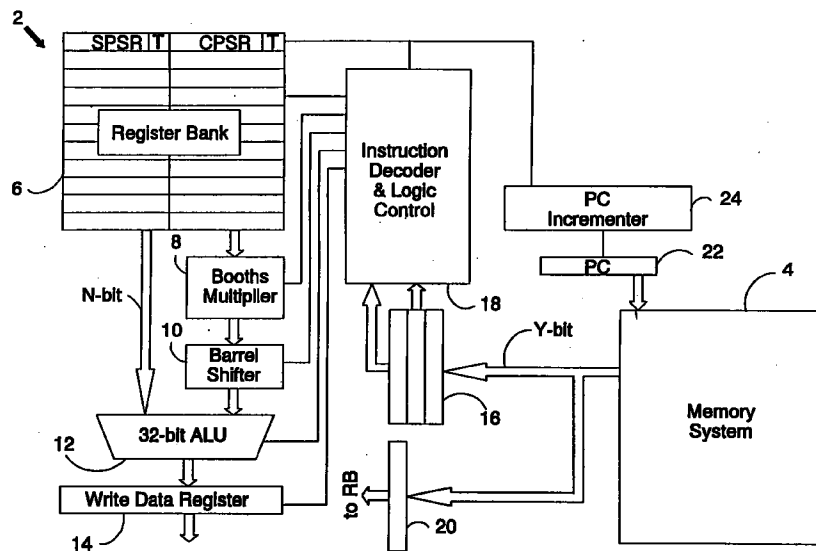 2
SPSR T CPSR T
Register Bank
6
Instruction
Decoder
& Logic
Control
18
PC
Incrementer
24
PC
22
4
8
Booths
Multiplier
N-bit
10
Barrel
Shifter
Y-bit
16
Memory
System
32-bit ALU
12
Write Data Register
14
to RB
20